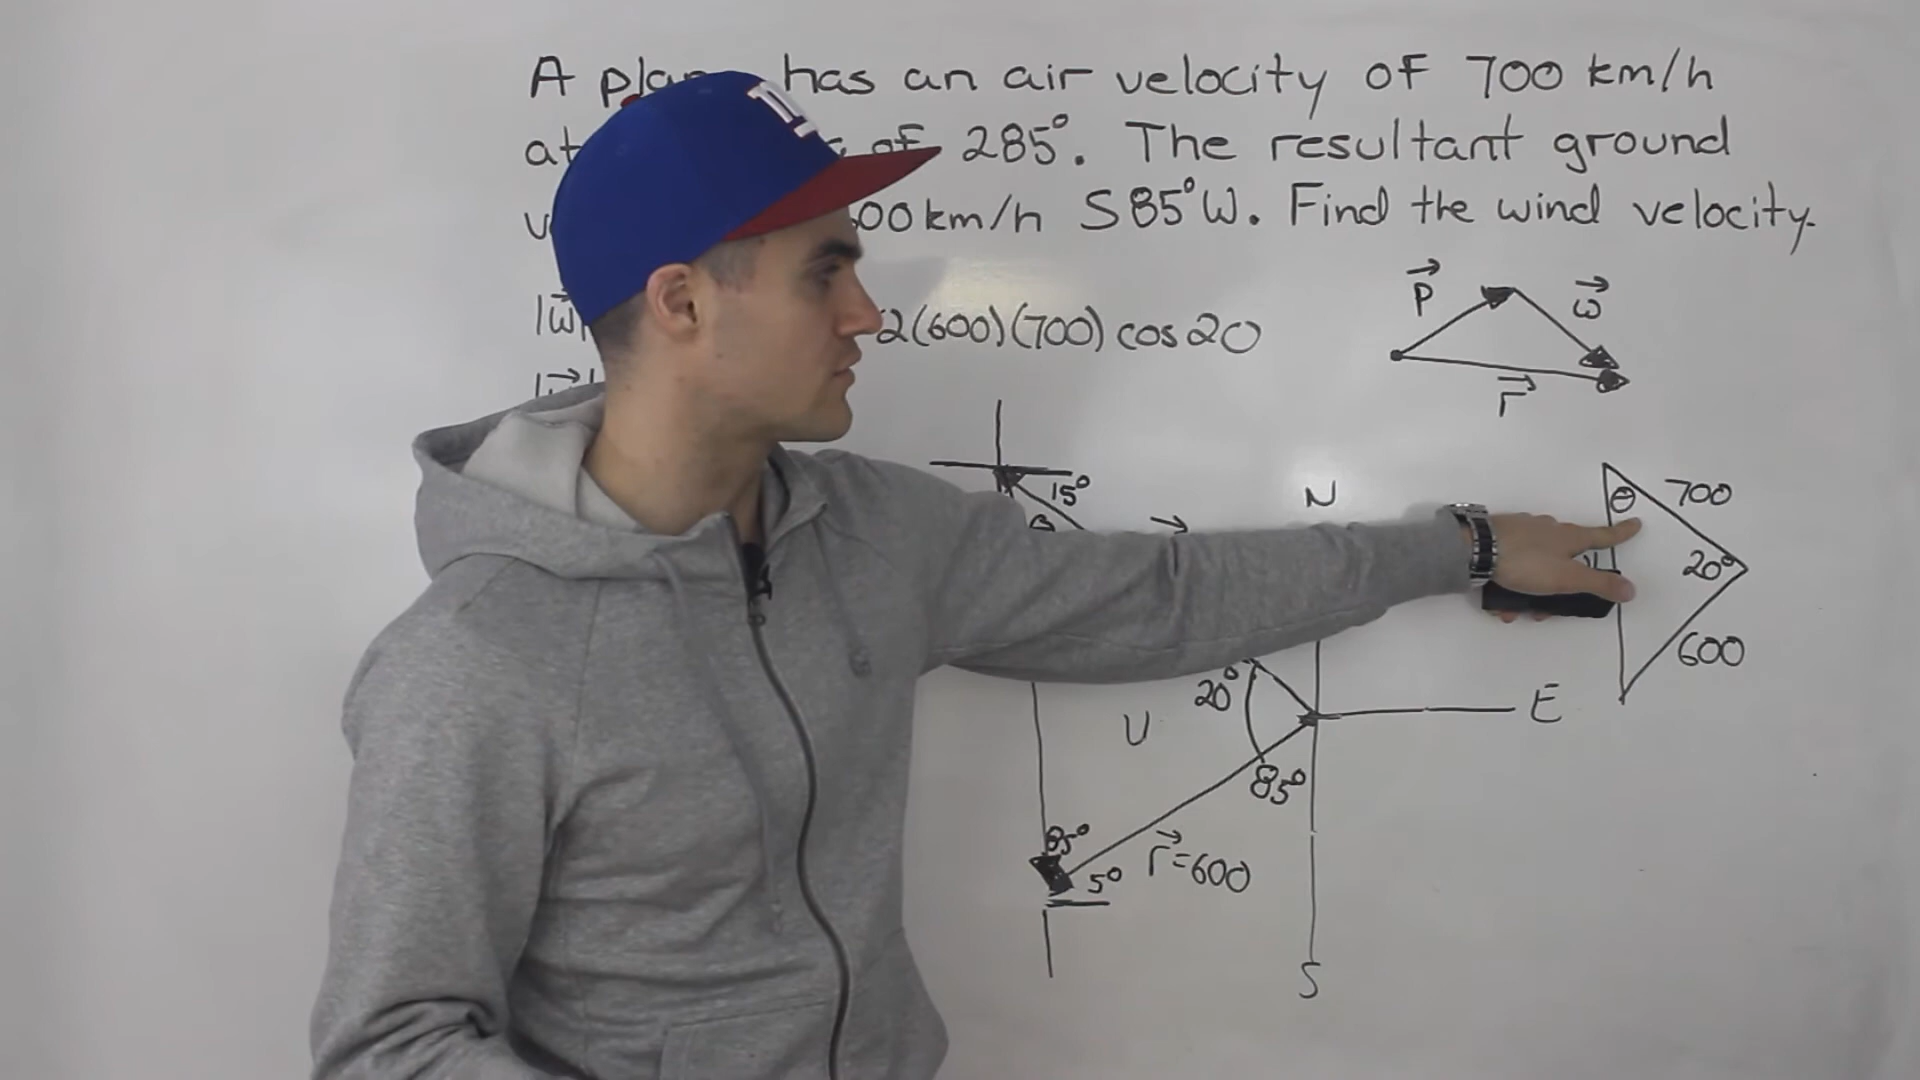 A has an air velocity of 700 km/h
at of 285°. The resultant ground
00 km/h S85°W. Find the wind velocity.
|w⃗| 2(600)(700) cos 20
p⃗ w⃗
r⃗
15°
N
θ 700
20°
600
20°
U E
85°
85°
5° r⃗=600
S